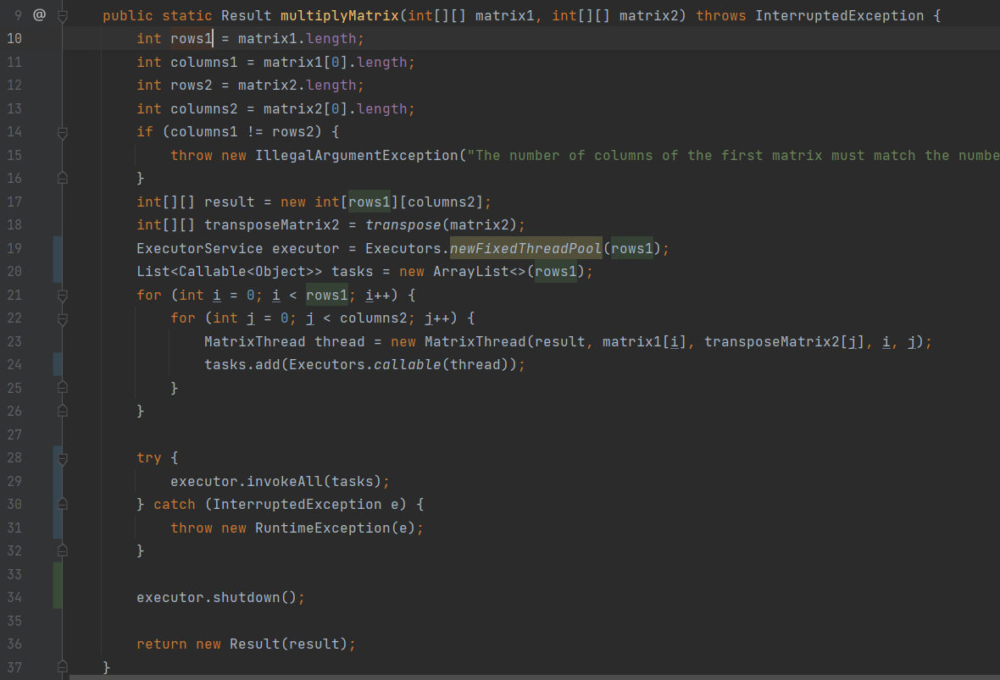 9 @ public static Result multiplyMatrix(int[][] matrix1, int[][] matrix2) throws InterruptedException {
10 int rows1 = matrix1.length;
11 int columns1 = matrix1[0].length;
12 int rows2 = matrix2.length;
13 int columns2 = matrix2[0].length;
14 if (columns1 != rows2) {
15 throw new IllegalArgumentException("The number of columns of the first matrix must match the numbe
16 }
17 int[][] result = new int[rows1][columns2];
18 int[][] transposeMatrix2 = transpose(matrix2);
19 ExecutorService executor = Executors.newFixedThreadPool(rows1);
20 List<Callable<Object>> tasks = new ArrayList<>(rows1);
21 for (int i = 0; i < rows1; i++) {
22 for (int j = 0; j < columns2; j++) {
23 MatrixThread thread = new MatrixThread(result, matrix1[i], transposeMatrix2[j], i, j);
24 tasks.add(Executors.callable(thread));
25 }
26 }
27
28 try {
29 executor.invokeAll(tasks);
30 } catch (InterruptedException e) {
31 throw new RuntimeException(e);
32 }
33
34 executor.shutdown();
35
36 return new Result(result);
37 }